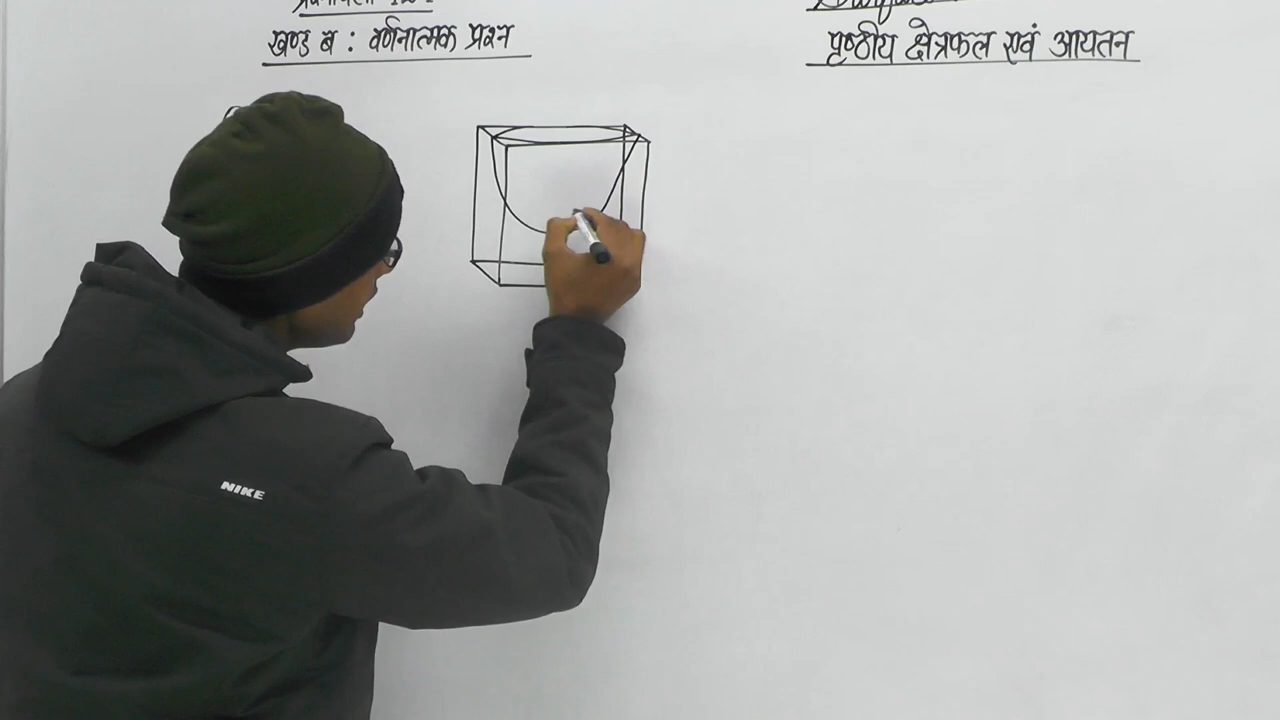 खण्ड ब : वर्णनात्मक प्रश्न
पृष्ठीय क्षेत्रफल एवं आयतन
NIKE